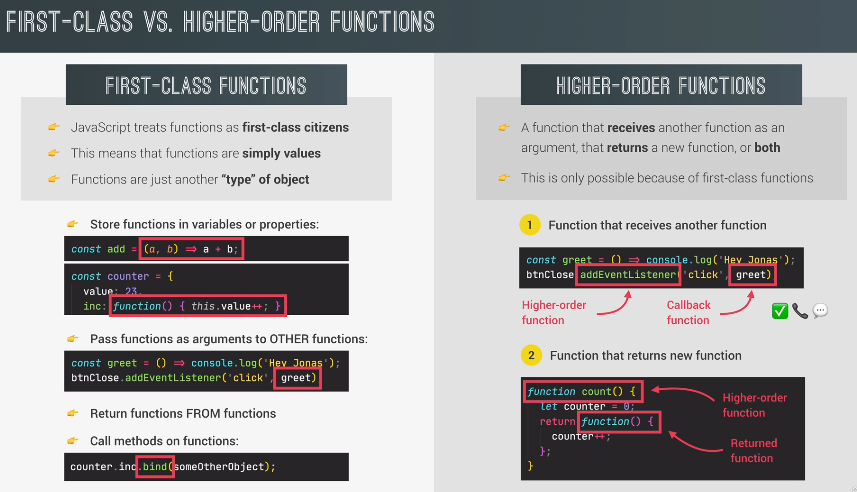 FIRST-CLASS VS. HIGHER-ORDER FUNCTIONS
FIRST-CLASS FUNCTIONS
👉 JavaScript treats functions as first-class citizens
👉 This means that functions are simply values
👉 Functions are just another “type” of object
👉 Store functions in variables or properties:
const add = (a, b) => a + b;
const counter = {
value: 23,
inc: function() { this.value++; }
👉 Pass functions as arguments to OTHER functions:
const greet = () => console.log('Hey Jonas');
btnClose.addEventListener('click', greet)
👉 Return functions FROM functions
👉 Call methods on functions:
counter.inc.bind(someOtherObject);
HIGHER-ORDER FUNCTIONS
👉 A function that receives another function as an
argument, that returns a new function, or both
👉 This is only possible because of first-class functions
1 Function that receives another function
const greet = () => console.log('Hey Jonas');
btnClose.addEventListener('click', greet)
Higher-order
function
Callback
function
✅ 📞 💬
2 Function that returns new function
function count() {
let counter = 0;
return function() {
counter++;
};
}
Higher-order
function
Returned
function